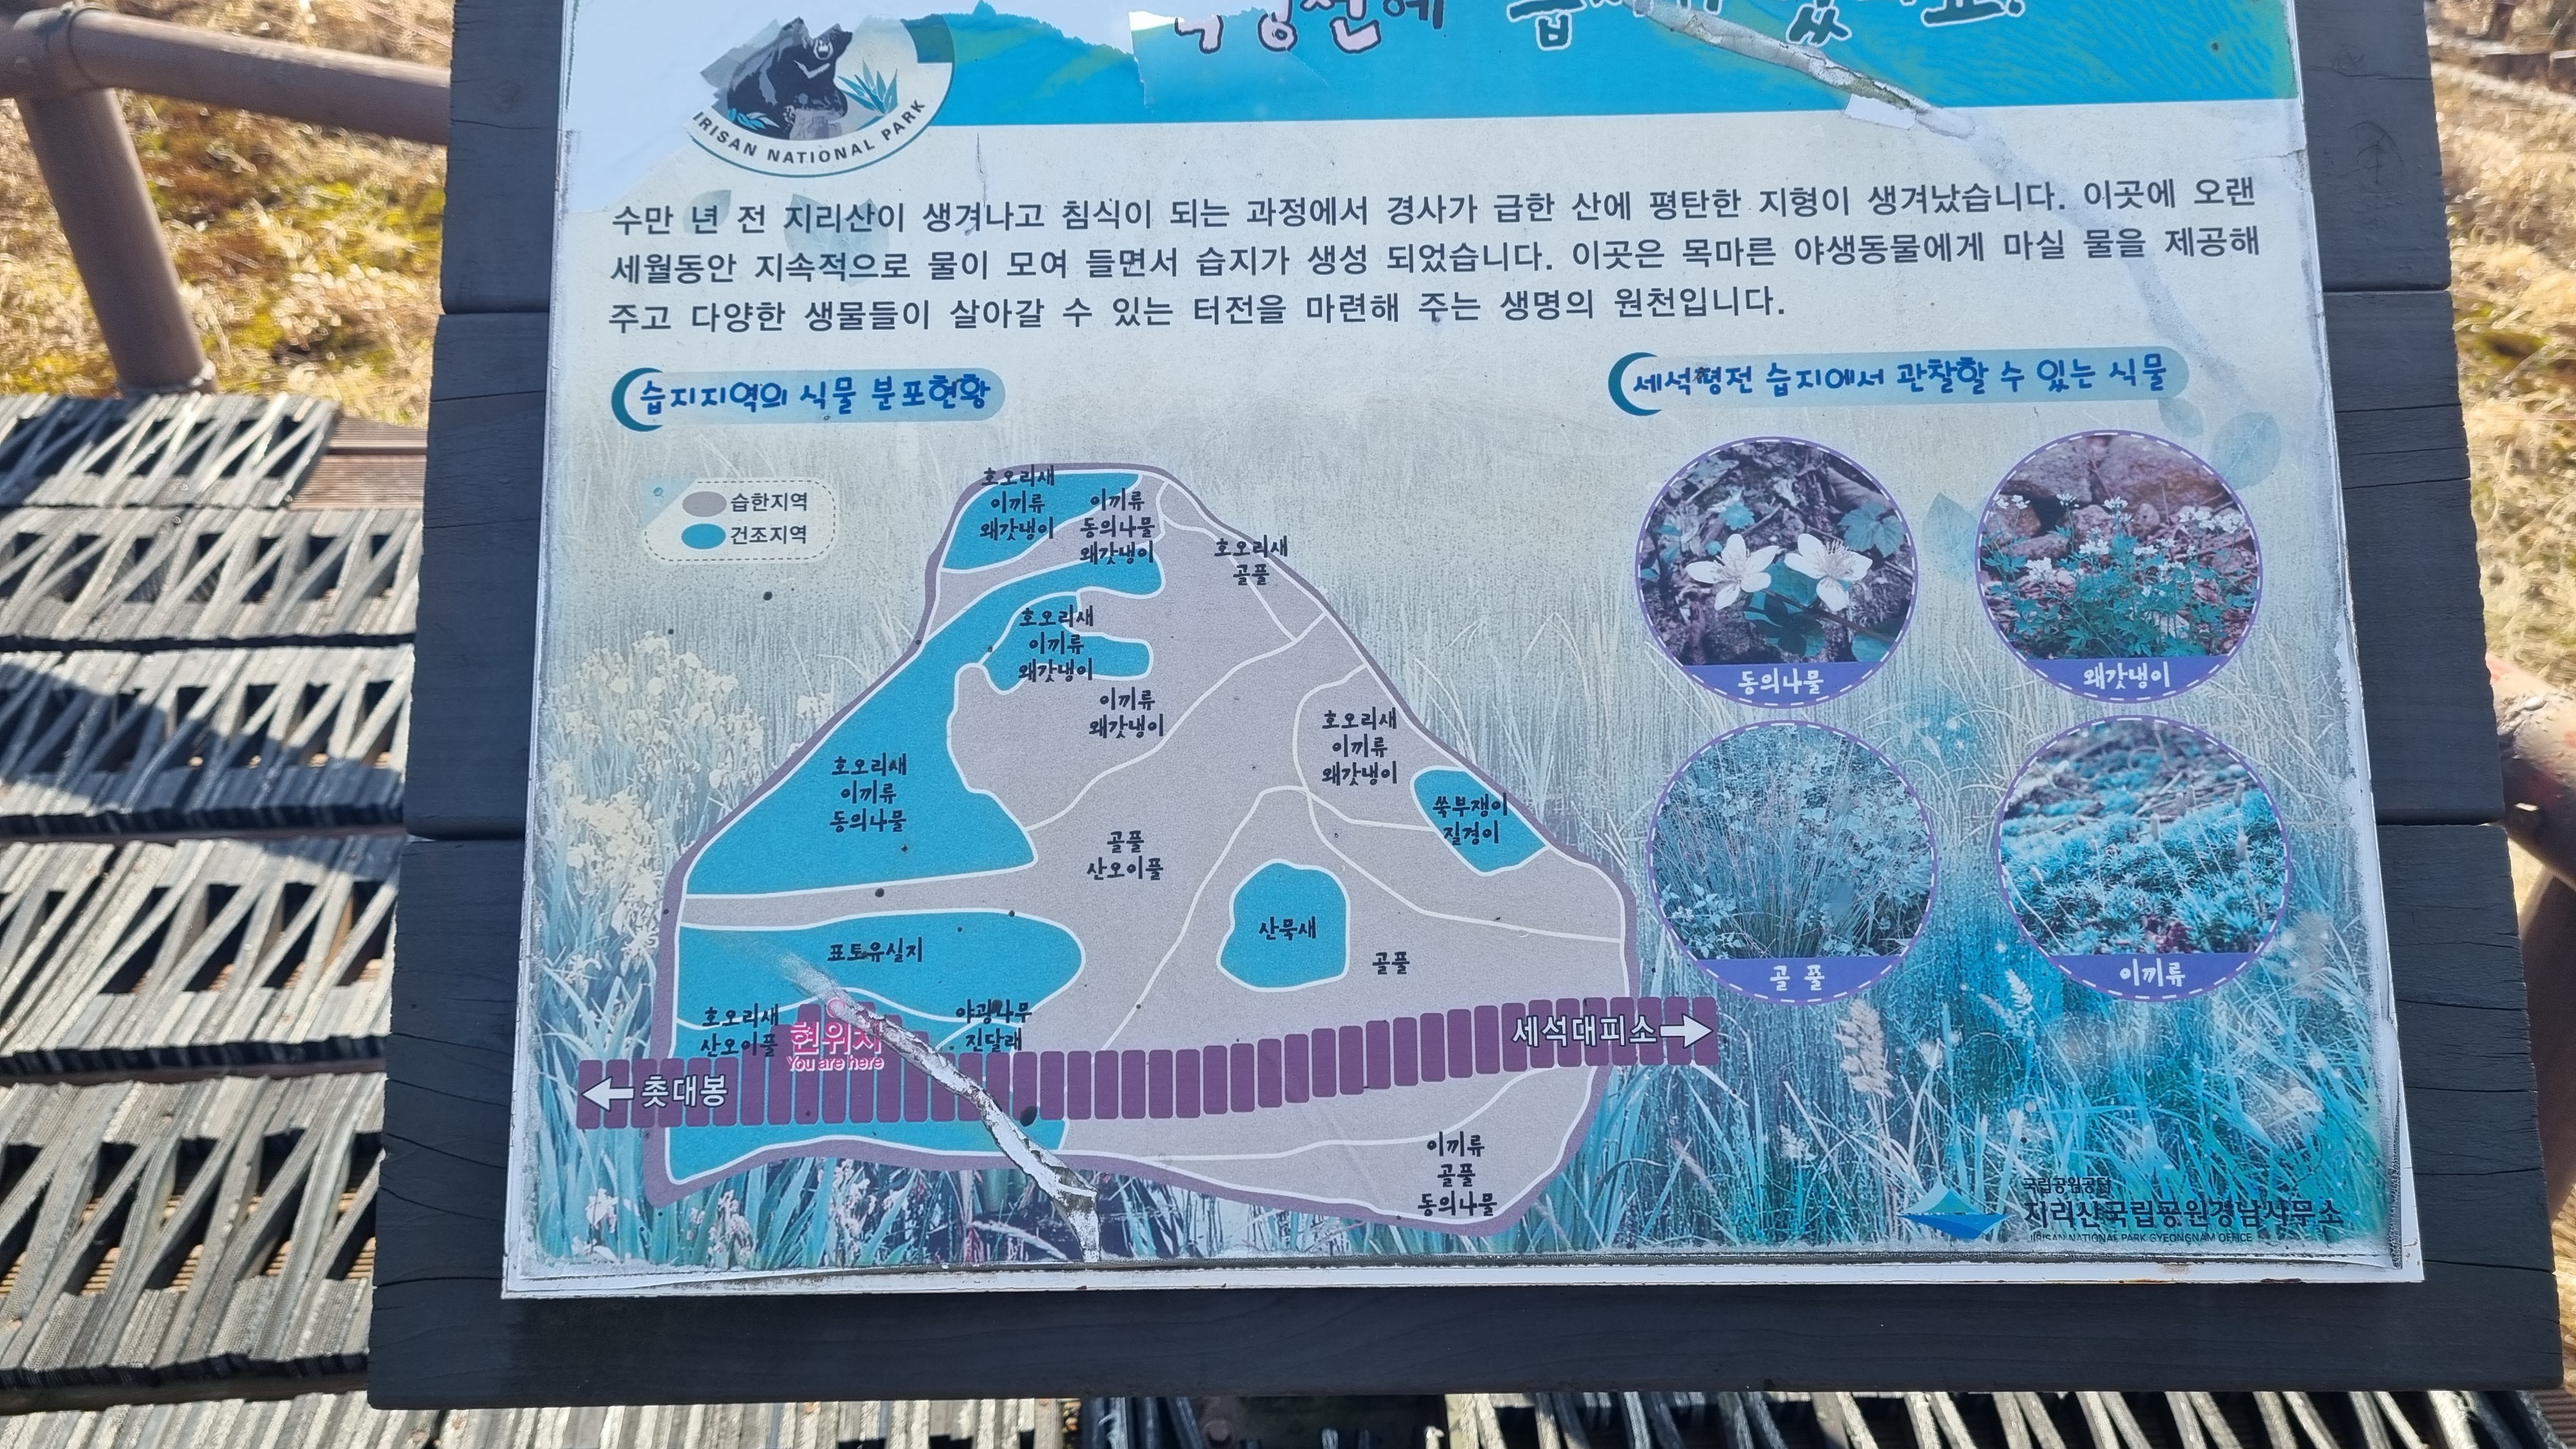 IRISAN NATIONAL PARK
수만 년 전 지리산이 생겨나고 침식이 되는 과정에서 경사가 급한 산에 평탄한 지형이 생겨났습니다. 이곳에 오랜
세월동안 지속적으로 물이 모여 들면서 습지가 생성 되었습니다. 이곳은 목마른 야생동물에게 마실 물을 제공해
주고 다양한 생물들이 살아갈 수 있는 터전을 마련해 주는 생명의 원천입니다.
습지지역의 식물 분포현황
습한지역
건조지역
호오리새
이끼류
왜갓냉이
이끼류
동의나물
왜갓냉이
호오리새
골풀
호오리새
이끼류
왜갓냉이
이끼류
왜갓냉이
호오리새
이끼류
왜갓냉이
호오리새
이끼류
동의나물
쑥부쟁이
질경이
골풀
산오이풀
산묵새
골풀
포토유실지
호오리새
산오이풀
야광나무
진달래
현위치
You are here
촛대봉
세석대피소
이끼류
골풀
동의나물
세석평전 습지에서 관찰할 수 있는 식물
동의나물
왜갓냉이
골풀
이끼류
국립공원공단
지리산국립공원경남사무소
JIRISAN NATIONAL PARK GYEONGNAM OFFICE